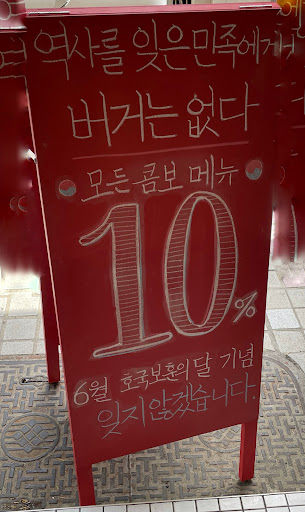 역사를 잊은 민족에게
버거는 없다
모든 콤보 메뉴
10%
6월 호국보훈의 달 기념
잊지 않겠습니다.